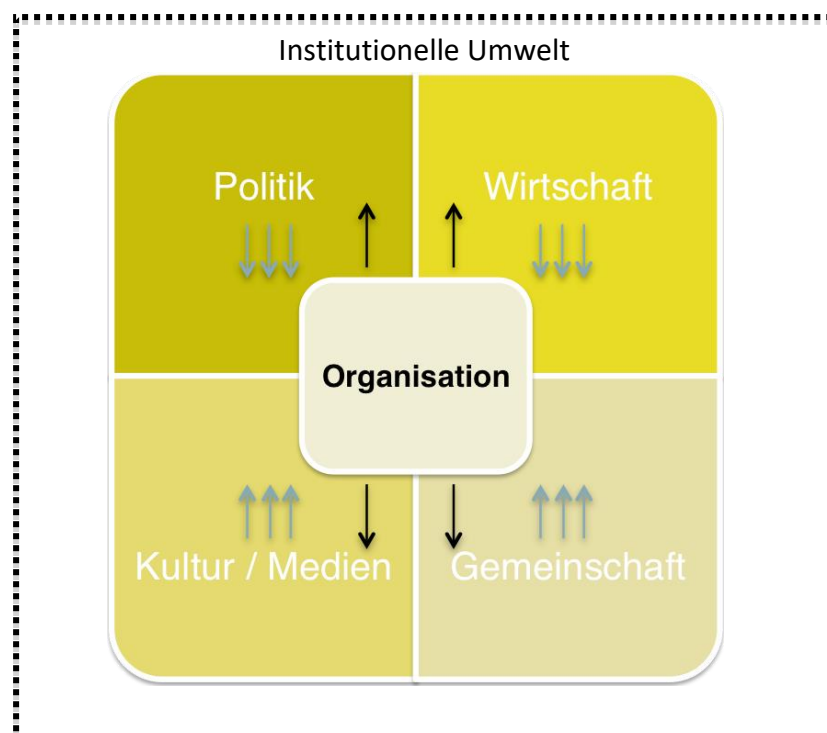 Institutionelle Umwelt
Politik
Wirtschaft
Organisation
Kultur / Medien
Gemeinschaft